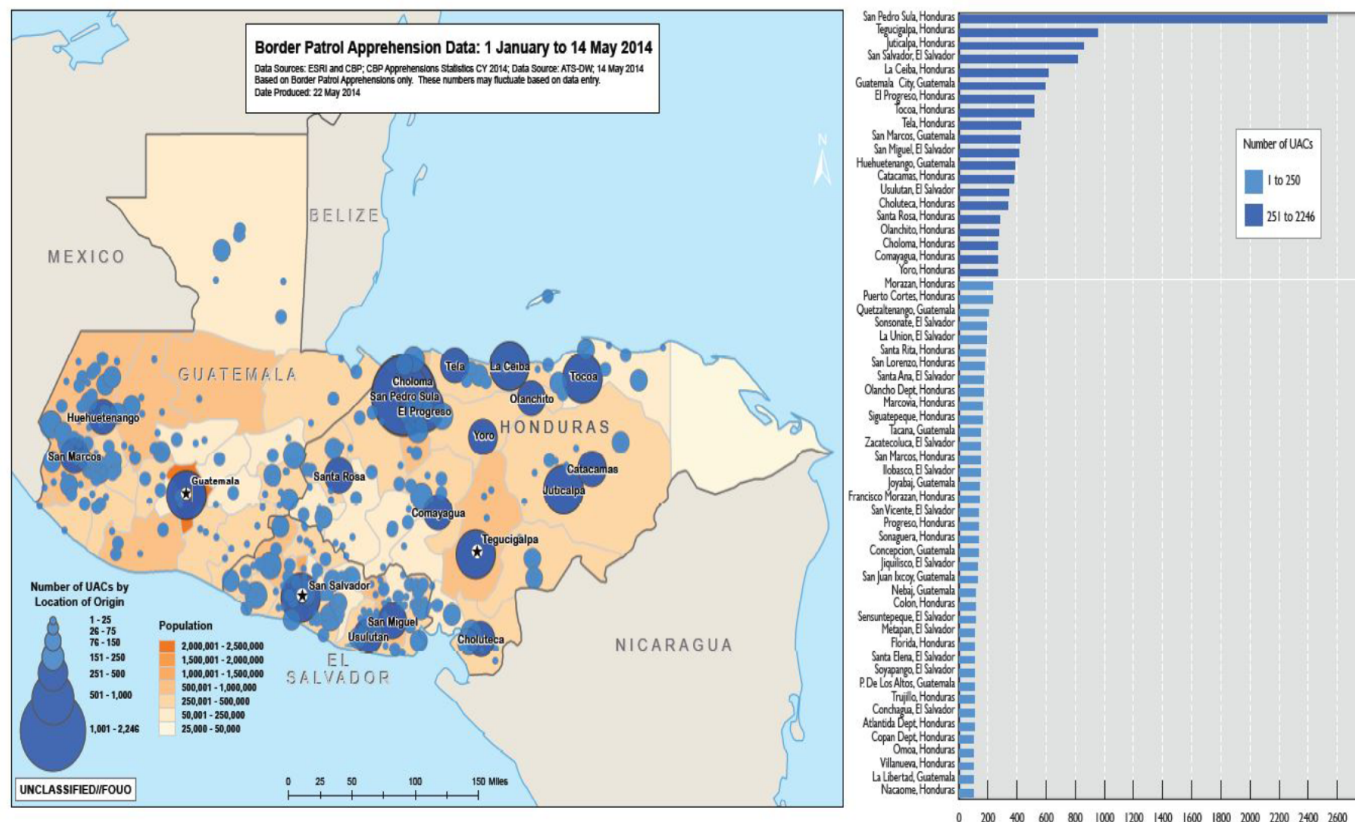 Border Patrol Apprehension Data: 1 January to 14 May 2014
Data Sources: ESRI and CBP; CBP Apprehensions Statistics CY 2014; Data Source: ATS-DW; 14 May 2014
Based on Border Patrol Apprehensions only. These numbers may fluctuate based on data entry.
Date Produced: 22 May 2014
N
BELIZE
MEXICO
GUATEMALA
HONDURAS
NICARAGUA
EL
SALVADOR
Choloma
San Pedro Sula
El Progreso
Tela
La Ceiba
Tocoa
Olanchito
Yoro
Huehuetenango
San Marcos
Guatemala
Santa Rosa
Catacamas
Juticalpa
Comayagua
Tegucigalpa
San Salvador
San Miguel
Usulutan
Choluteca
Number of UACs by
Location of Origin
1 - 25
26 - 75
76 - 150
151 - 250
251 - 500
501 - 1,000
1,001 - 2,246
Population
2,000,001 - 2,500,000
1,500,001 - 2,000,000
1,000,001 - 1,500,000
500,001 - 1,000,000
250,001 - 500,000
50,001 - 250,000
25,000 - 50,000
0 25 50 100 150 Miles
UNCLASSIFIED//FOUO
San Pedro Sula, Honduras
Tegucigalpa, Honduras
Juticalpa, Honduras
San Salvador, El Salvador
La Ceiba, Honduras
Guatemala City, Guatemala
El Progreso, Honduras
Tocoa, Honduras
Tela, Honduras
San Marcos, Guatemala
San Miguel, El Salvador
Huehuetenango, Guatemala
Catacamas, Honduras
Usulutan, El Salvador
Choluteca, Honduras
Santa Rosa, Honduras
Olanchito, Honduras
Choloma, Honduras
Comayagua, Honduras
Yoro, Honduras
Morazan, Honduras
Puerto Cortes, Honduras
Quetzaltenango, Guatemala
Sonsonate, El Salvador
La Union, El Salvador
Santa Rita, Honduras
San Lorenzo, Honduras
Santa Ana, El Salvador
Olancho Dept, Honduras
Marcovia, Honduras
Siguatepeque, Honduras
Tacana, Guatemala
Zacatecoluca, El Salvador
San Marcos, Honduras
Ilobasco, El Salvador
Joyabaj, Guatemala
Francisco Morazan, Honduras
San Vicente, El Salvador
Progreso, Honduras
Sonaguera, Honduras
Concepcion, Guatemala
Jiquilisco, El Salvador
San Juan Ixcoy, Guatemala
Nebaj, Guatemala
Colon, Honduras
Sensuntepeque, El Salvador
Metapan, El Salvador
Florida, Honduras
Santa Elena, El Salvador
Soyapango, El Salvador
P. De Los Altos, Guatemala
Trujillo, Honduras
Conchagua, El Salvador
Atlantida Dept, Honduras
Copan Dept, Honduras
Omoa, Honduras
Villanueva, Honduras
La Libertad, Guatemala
Nacaome, Honduras
Number of UACs
1 to 250
251 to 2246
0 200 400 600 800 1000 1200 1400 1600 1800 2000 2200 2400 2600